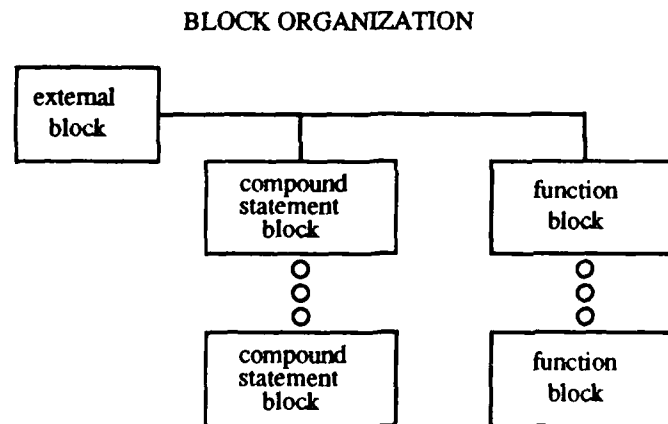 BLOCK ORGANIZATION
external
block
compound
statement
block
function
block
compound
statement
block
function
block